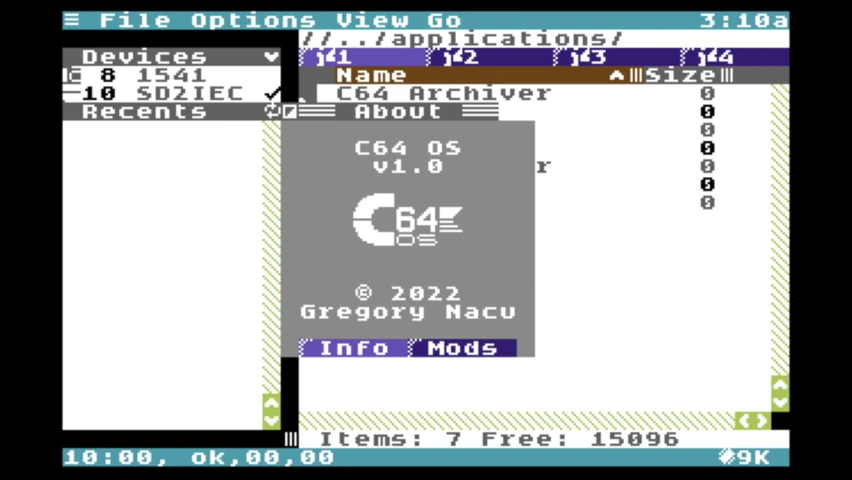 ≡ File Options View Go 3:10a
//../applications/
Devices
1 2 3 4
Name Size
8 1541
10 SD2IEC ✓
C64 Archiver 0
Recents
About
0
0
0
r 0
0
0
C64 OS
v1.0
C64
OS
© 2022
Gregory Nacu
Info Mods
Items: 7 Free: 15096
10:00, ok,00,00 9K